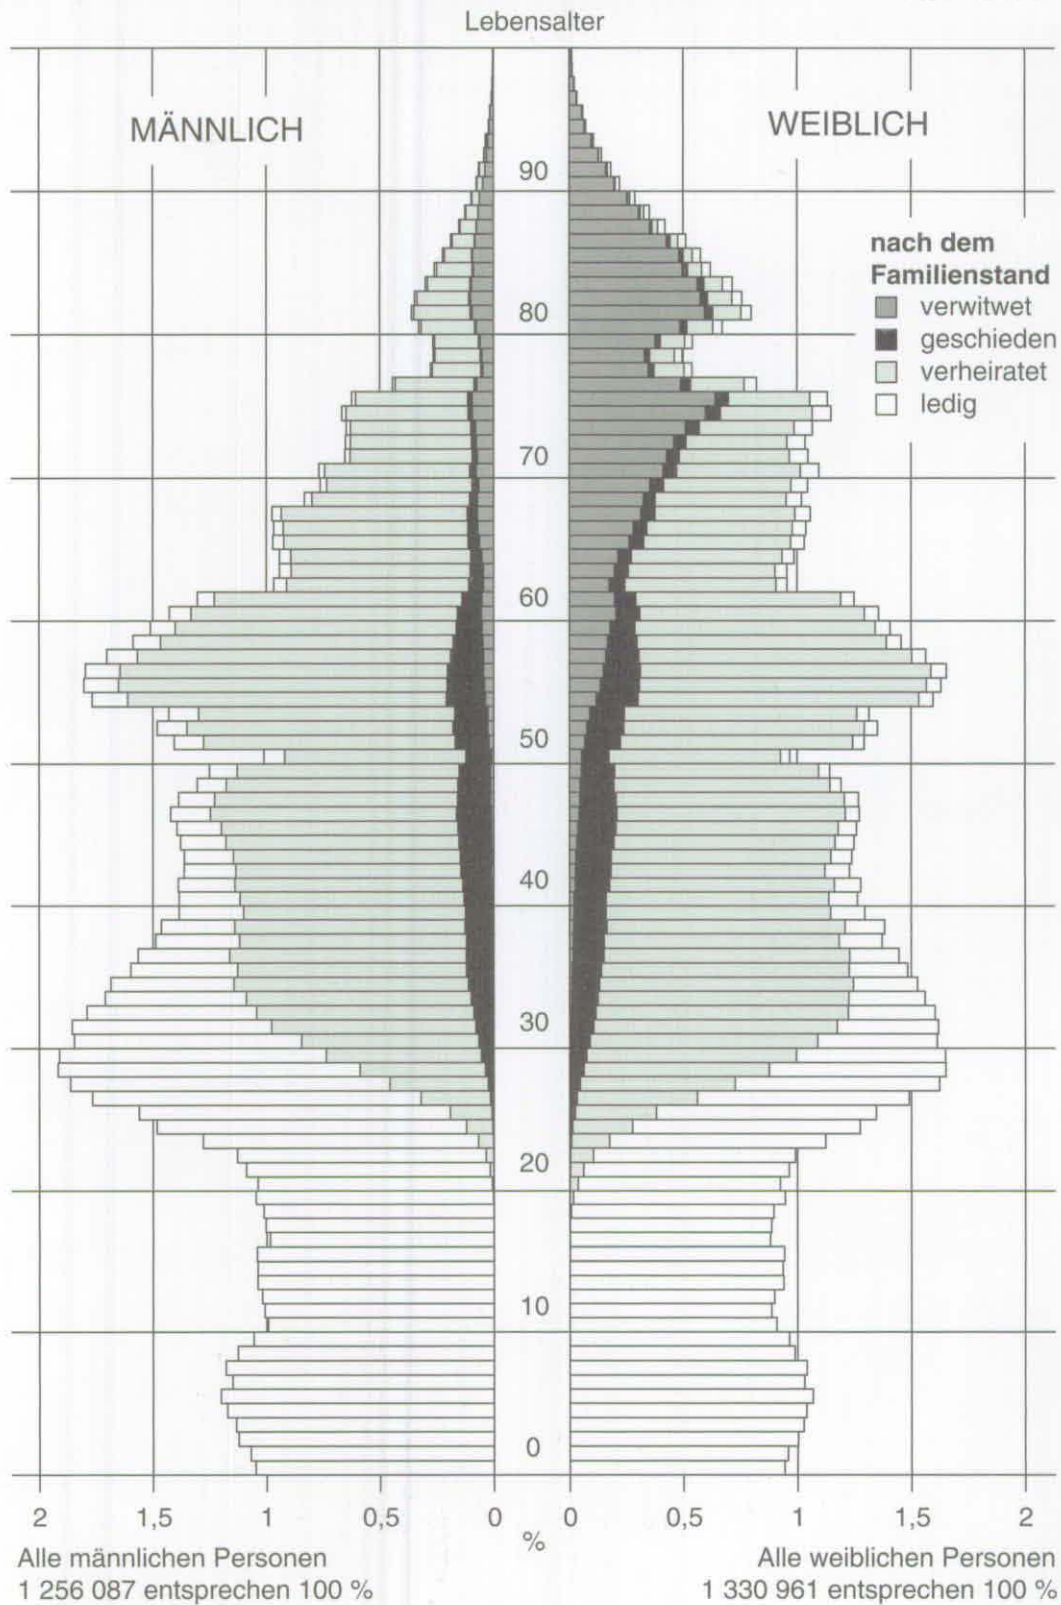 Lebensalter
MÄNNLICH
WEIBLICH
90
nach dem
Familienstand
verwitwet
80
geschieden
verheiratet
ledig
70
60
50
40
30
20
10
0
2 1,5 1 0,5 0 % 0 0,5 1 1,5 2
Alle männlichen Personen
1 256 087 entsprechen 100 %
Alle weiblichen Personen
1 330 961 entsprechen 100 %